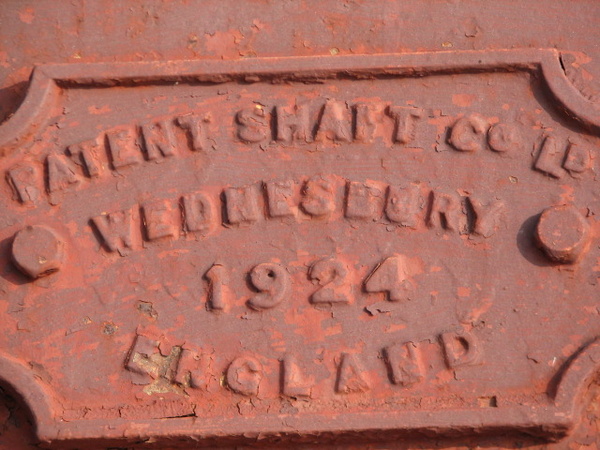 PATENT SHAFT CO LD
WEDNESBURY
1924
ENGLAND